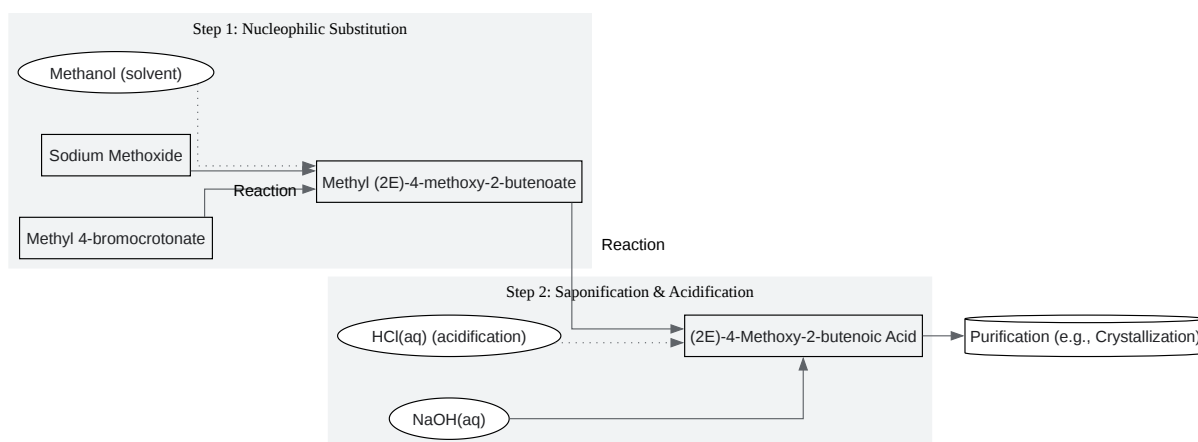 Step 1: Nucleophilic Substitution
Methanol (solvent)
Sodium Methoxide
Methyl (2E)-4-methoxy-2-butenoate
Reaction
Methyl 4-bromocrotonate
Reaction
Step 2: Saponification & Acidification
HCl(aq) (acidification)
(2E)-4-Methoxy-2-butenoic Acid
Purification (e.g., Crystallization)
NaOH(aq)